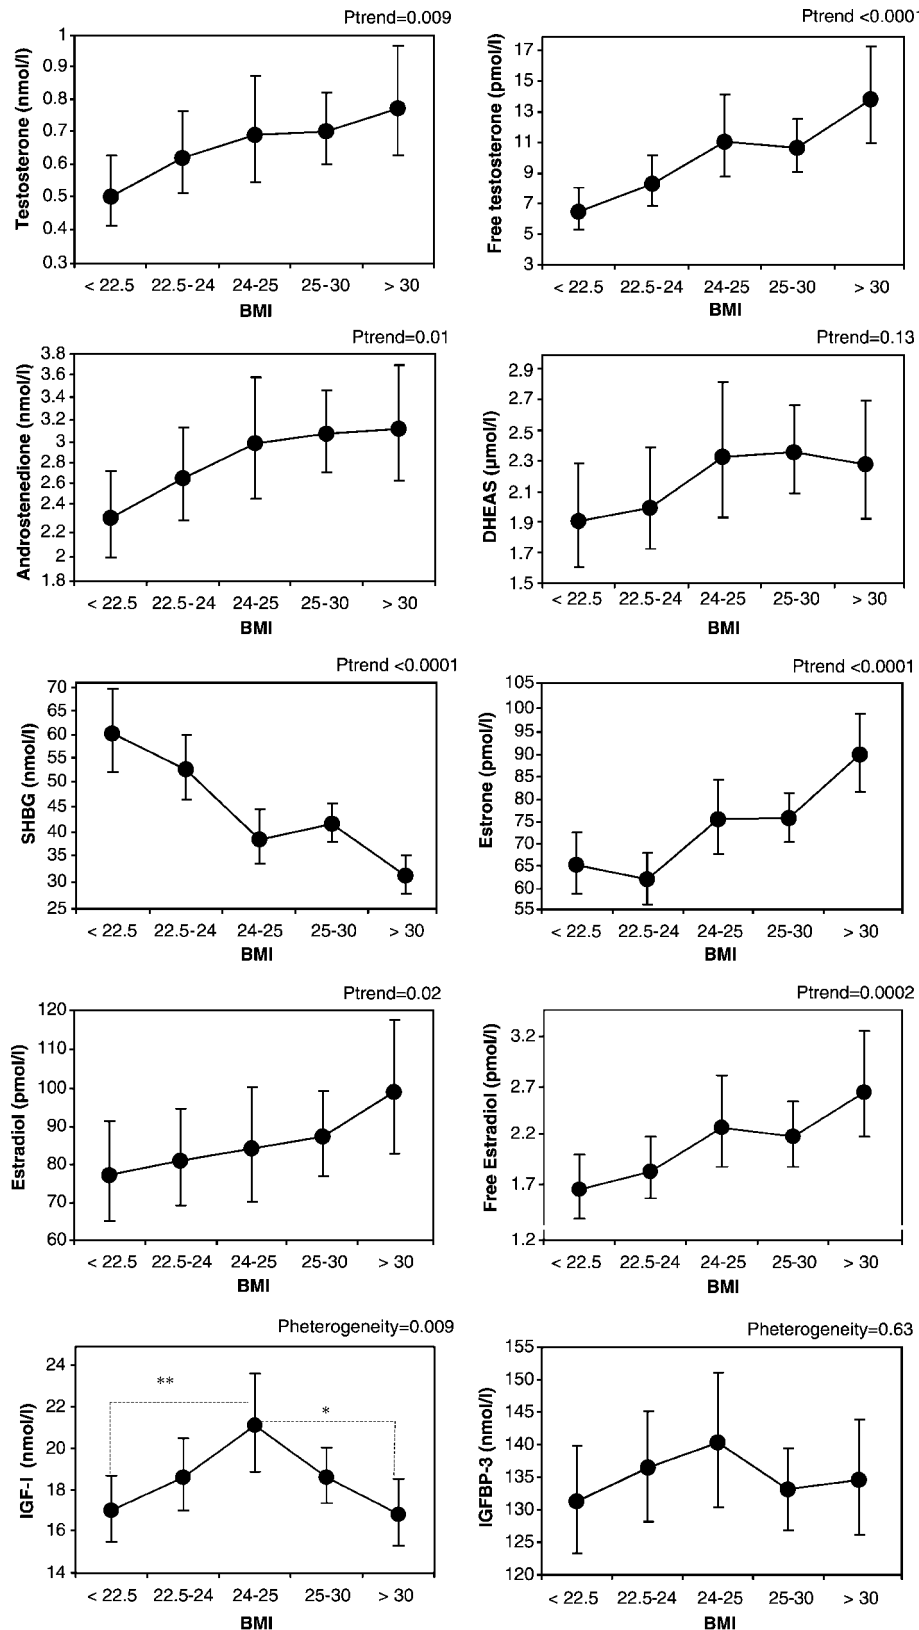 Ptrend=0.009
Testosterone (nmol/l)
1
0.9
0.8
0.7
0.6
0.5
0.4
0.3
< 22.5 22.5-24 24-25 25-30 > 30
BMI
Ptrend <0.0001
Free testosterone (pmol/l)
17
15
13
11
9
7
5
3
< 22.5 22.5-24 24-25 25-30 > 30
BMI
Ptrend=0.01
Androstenedione (nmol/l)
3.8
3.6
3.4
3.2
3
2.8
2.6
2.4
2.2
2
1.8
< 22.5 22.5-24 24-25 25-30 > 30
BMI
Ptrend=0.13
DHEAS (µmol/l)
2.9
2.7
2.5
2.3
2.1
1.9
1.7
1.5
< 22.5 22.5-24 24-25 25-30 > 30
BMI
Ptrend <0.0001
SHBG (nmol/l)
70
65
60
55
50
45
40
35
30
25
< 22.5 22.5-24 24-25 25-30 > 30
BMI
Ptrend <0.0001
Estrone (pmol/l)
105
100
95
90
85
80
75
70
65
60
55
< 22.5 22.5-24 24-25 25-30 > 30
BMI
Ptrend=0.02
Estradiol (pmol/l)
120
110
100
90
80
70
60
< 22.5 22.5-24 24-25 25-30 > 30
BMI
Ptrend=0.0002
Free Estradiol (pmol/l)
3.2
2.7
2.2
1.7
1.2
< 22.5 22.5-24 24-25 25-30 > 30
BMI
Pheterogeneity=0.009
IGF-I (nmol/l)
24
22
20
18
16
14
**
*
< 22.5 22.5-24 24-25 25-30 > 30
BMI
Pheterogeneity=0.63
IGFBP-3 (nmol/l)
155
150
145
140
135
130
125
120
< 22.5 22.5-24 24-25 25-30 > 30
BMI